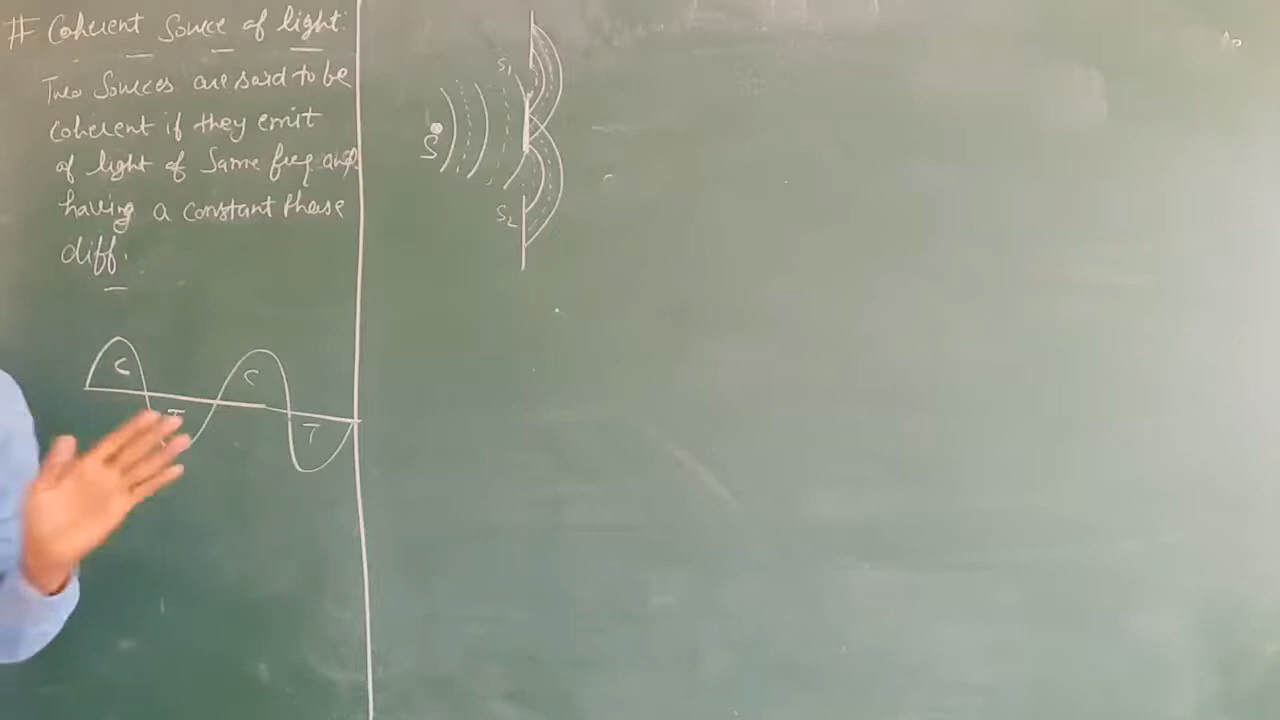 # Coherent Source of light:
Two Sources are said to be
coherent if they emit
of light of Same freq and
having a constant phase
diff.
S
S1
S2
C
T
C
T